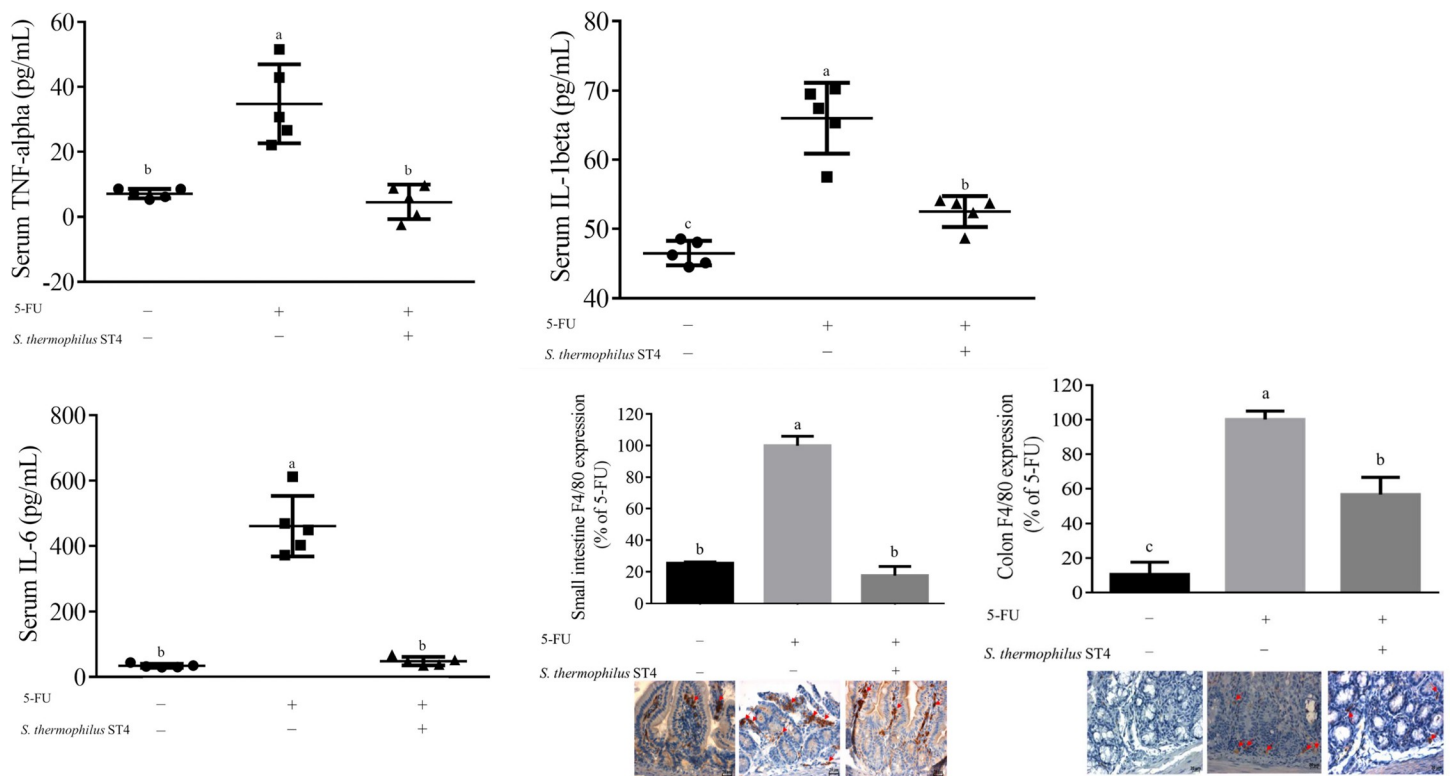 Serum TNF-alpha (pg/mL)
60
40
20
0
-20
b
a
b
5-FU – + +
S. thermophilus ST4 – – +
Serum IL-1beta (pg/mL)
80
70
60
50
40
c
a
b
5-FU – + +
S. thermophilus ST4 – – +
Serum IL-6 (pg/mL)
800
600
400
200
0
b
a
b
5-FU – + +
S. thermophilus ST4 – – +
Small intestine F4/80 expression
(% of 5-FU)
120
100
80
60
40
20
0
b
a
b
5-FU – + +
S. thermophilus ST4 – – +
Colon F4/80 expression
(% of 5-FU)
120
100
80
60
40
20
0
c
a
b
5-FU – + +
S. thermophilus ST4 – – +